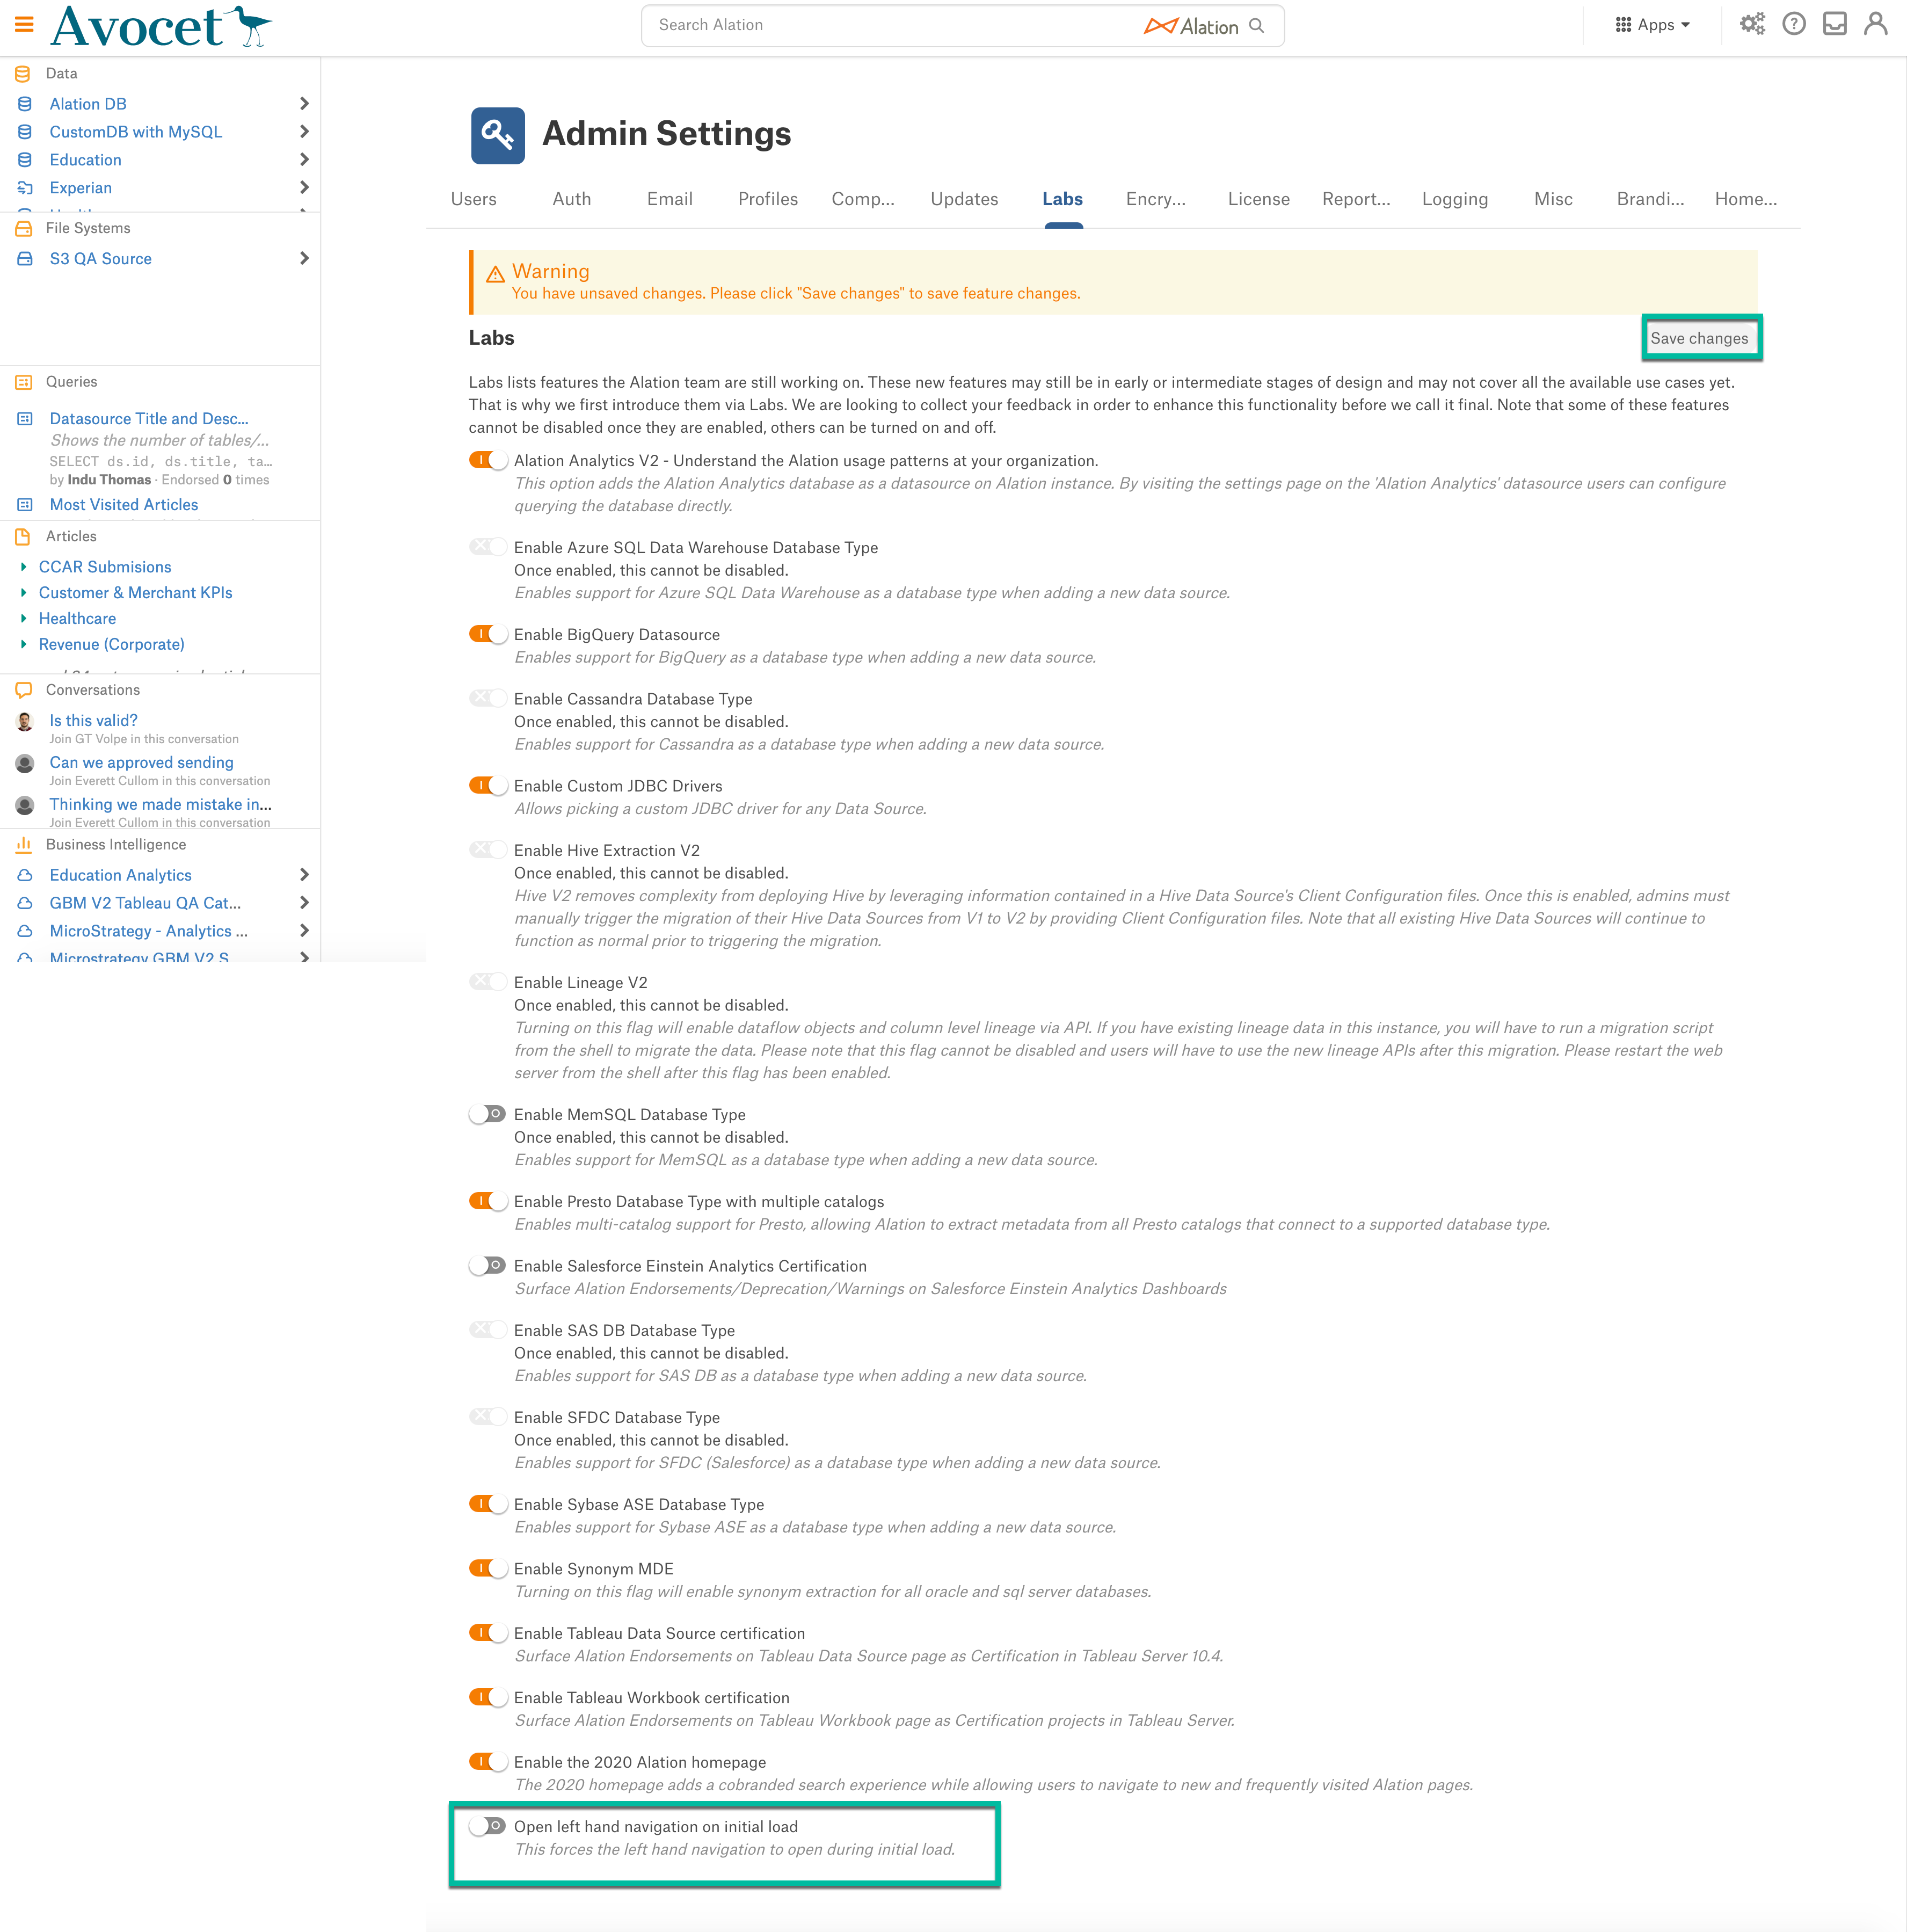 Avocet
Search Alation
Alation
Apps
Data
Alation DB
CustomDB with MySQL
Education
Experian
File Systems
S3 QA Source
Queries
Datasource Title and Desc...
Shows the number of tables/...
SELECT ds.id, ds.title, ta...
by Indu Thomas · Endorsed 0 times
Most Visited Articles
Articles
CCAR Submisions
Customer & Merchant KPIs
Healthcare
Revenue (Corporate)
Conversations
Is this valid?
Join GT Volpe in this conversation
Can we approved sending
Join Everett Cullom in this conversation
Thinking we made mistake in...
Join Everett Cullom in this conversation
Business Intelligence
Education Analytics
GBM V2 Tableau QA Cat...
MicroStrategy - Analytics ...
Microstrategy GBM V2 S
Admin Settings
Users Auth Email Profiles Comp... Updates Labs Encry... License Report... Logging Misc Brandi... Home...
Warning
You have unsaved changes. Please click "Save changes" to save feature changes.
Labs
Save changes
Labs lists features the Alation team are still working on. These new features may still be in early or intermediate stages of design and may not cover all the available use cases yet.
That is why we first introduce them via Labs. We are looking to collect your feedback in order to enhance this functionality before we call it final. Note that some of these features
cannot be disabled once they are enabled, others can be turned on and off.
Alation Analytics V2 - Understand the Alation usage patterns at your organization.
This option adds the Alation Analytics database as a datasource on Alation instance. By visiting the settings page on the 'Alation Analytics' datasource users can configure
querying the database directly.
Enable Azure SQL Data Warehouse Database Type
Once enabled, this cannot be disabled.
Enables support for Azure SQL Data Warehouse as a database type when adding a new data source.
Enable BigQuery Datasource
Enables support for BigQuery as a database type when adding a new data source.
Enable Cassandra Database Type
Once enabled, this cannot be disabled.
Enables support for Cassandra as a database type when adding a new data source.
Enable Custom JDBC Drivers
Allows picking a custom JDBC driver for any Data Source.
Enable Hive Extraction V2
Once enabled, this cannot be disabled.
Hive V2 removes complexity from deploying Hive by leveraging information contained in a Hive Data Source's Client Configuration files. Once this is enabled, admins must
manually trigger the migration of their Hive Data Sources from V1 to V2 by providing Client Configuration files. Note that all existing Hive Data Sources will continue to
function as normal prior to triggering the migration.
Enable Lineage V2
Once enabled, this cannot be disabled.
Turning on this flag will enable dataflow objects and column level lineage via API. If you have existing lineage data in this instance, you will have to run a migration script
from the shell to migrate the data. Please note that this flag cannot be disabled and users will have to use the new lineage APIs after this migration. Please restart the web
server from the shell after this flag has been enabled.
Enable MemSQL Database Type
Once enabled, this cannot be disabled.
Enables support for MemSQL as a database type when adding a new data source.
Enable Presto Database Type with multiple catalogs
Enables multi-catalog support for Presto, allowing Alation to extract metadata from all Presto catalogs that connect to a supported database type.
Enable Salesforce Einstein Analytics Certification
Surface Alation Endorsements/Deprecation/Warnings on Salesforce Einstein Analytics Dashboards
Enable SAS DB Database Type
Once enabled, this cannot be disabled.
Enables support for SAS DB as a database type when adding a new data source.
Enable SFDC Database Type
Once enabled, this cannot be disabled.
Enables support for SFDC (Salesforce) as a database type when adding a new data source.
Enable Sybase ASE Database Type
Enables support for Sybase ASE as a database type when adding a new data source.
Enable Synonym MDE
Turning on this flag will enable synonym extraction for all oracle and sql server databases.
Enable Tableau Data Source certification
Surface Alation Endorsements on Tableau Data Source page as Certification in Tableau Server 10.4.
Enable Tableau Workbook certification
Surface Alation Endorsements on Tableau Workbook page as Certification projects in Tableau Server.
Enable the 2020 Alation homepage
The 2020 homepage adds a cobranded search experience while allowing users to navigate to new and frequently visited Alation pages.
Open left hand navigation on initial load
This forces the left hand navigation to open during initial load.